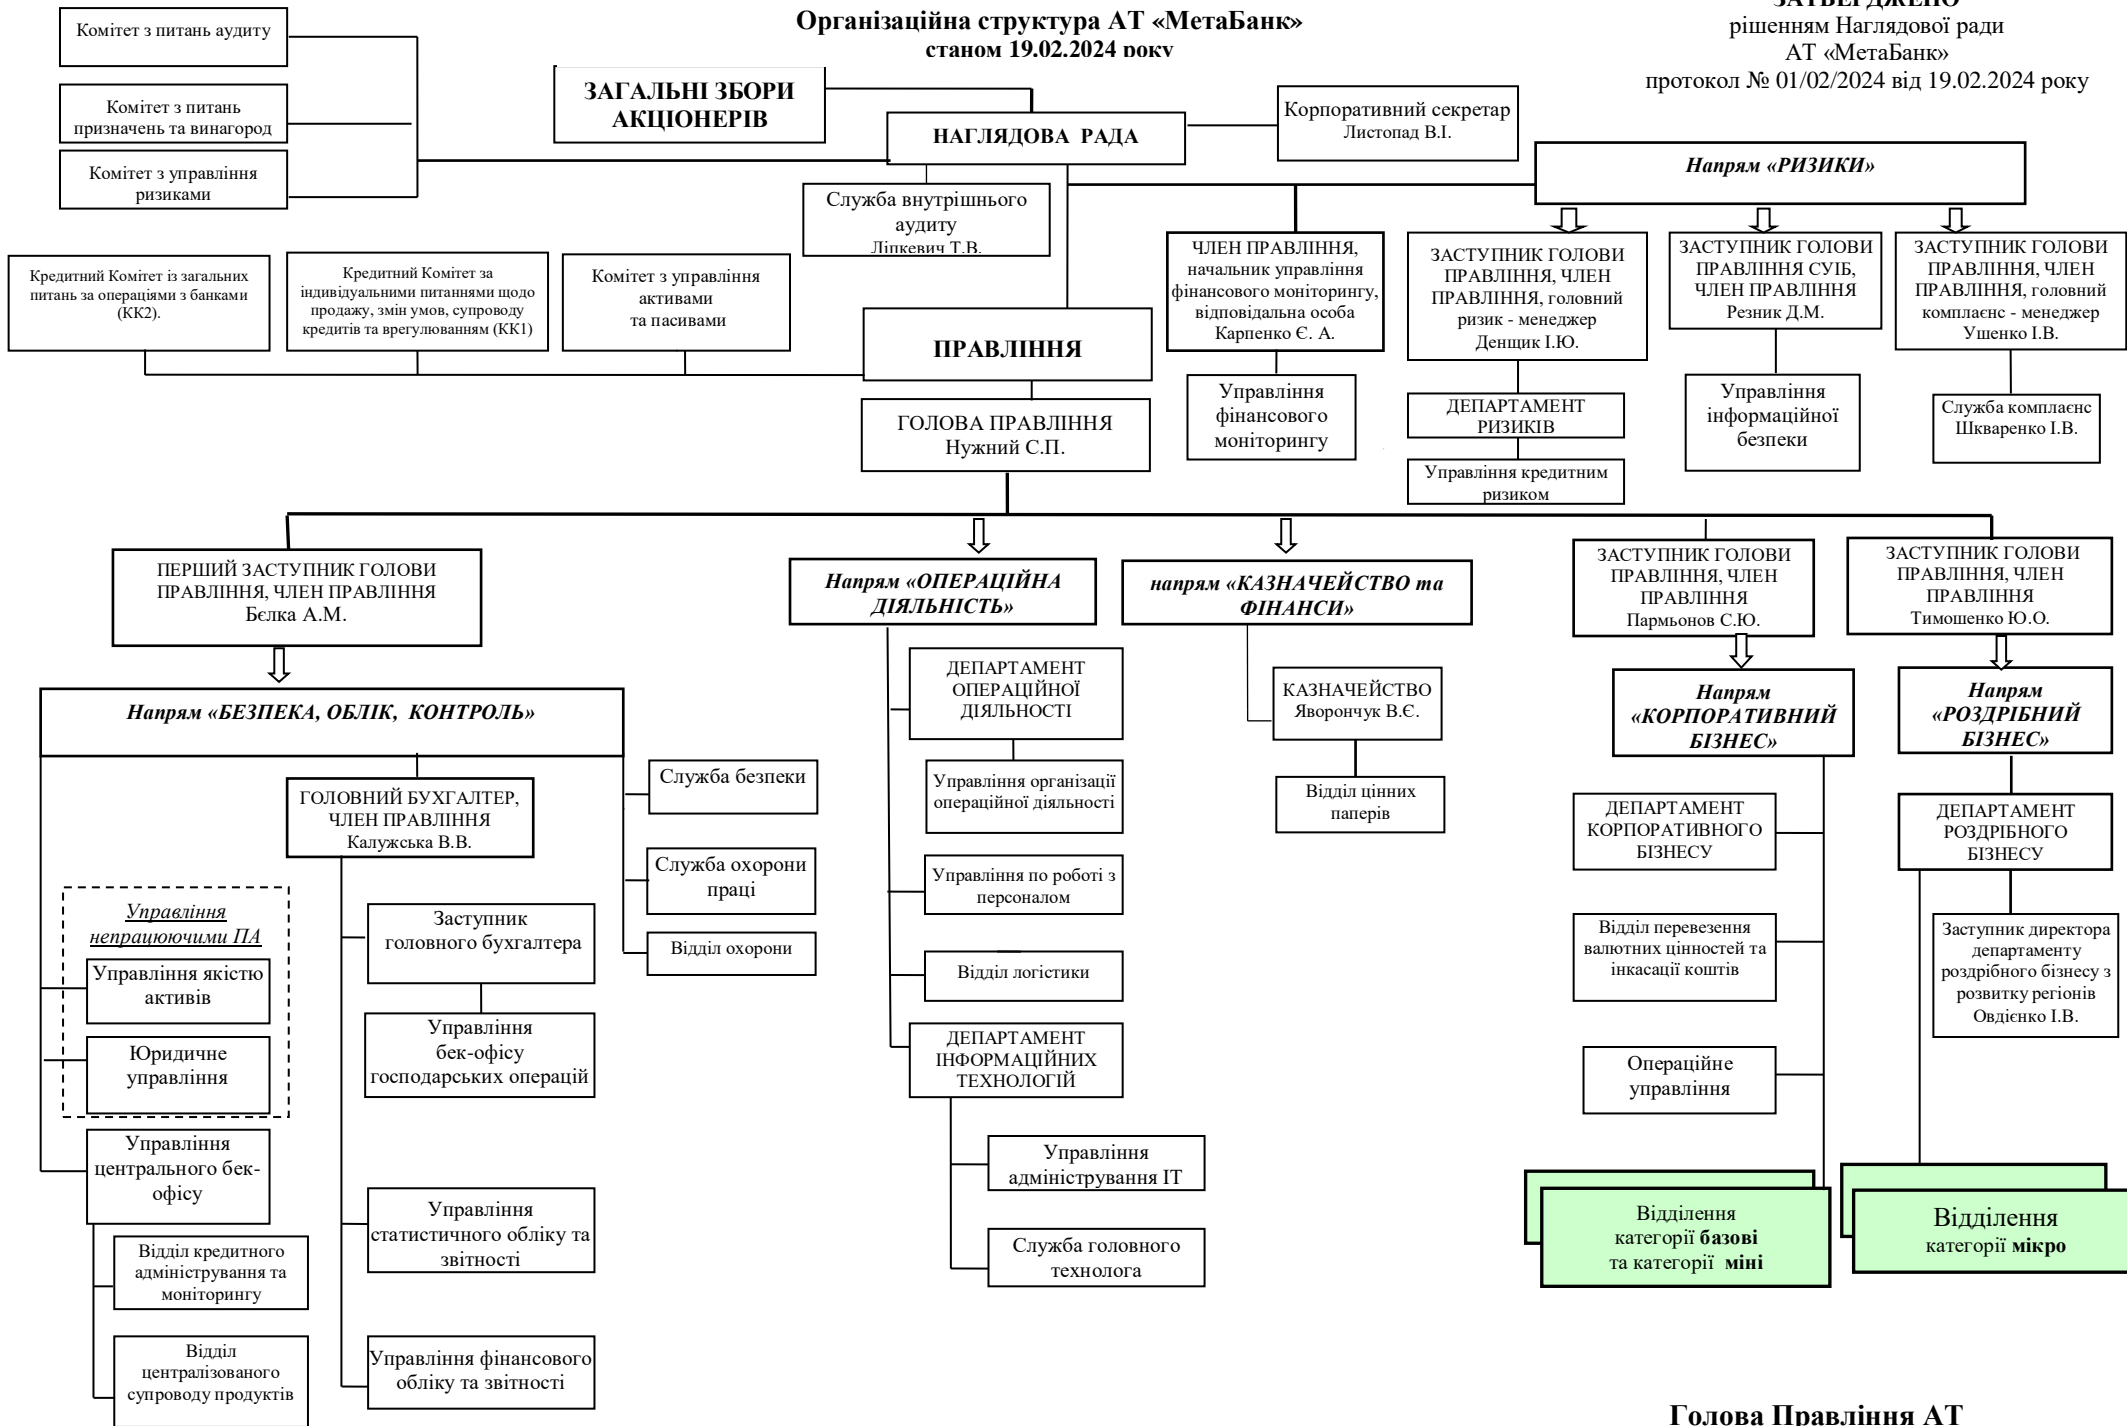 Комітет з питань аудиту
Організаційна структура АТ «МетаБанк»
станом 19.02.2024 року
ЗАТВЕРДЖЕНО
рішенням Наглядової ради
АТ «МетаБанк»
протокол № 01/02/2024 від 19.02.2024 року
Комітет з питань
призначень та винагород
Комітет з управління
ризиками
ЗАГАЛЬНІ ЗБОРИ
АКЦІОНЕРІВ
НАГЛЯДОВА РАДА
Корпоративний секретар
Листопад В.І.
Служба внутрішнього
аудиту
Ліпкевич Т.В.
Напрям «РИЗИКИ»
Кредитний Комітет із загальних
питань за операціями з банками
(КК2).
Кредитний Комітет за
індивідуальними питаннями щодо
продажу, змін умов, супроводу
кредитів та врегулюванням (КК1)
Комітет з управління
активами
та пасивами
ПРАВЛІННЯ
ГОЛОВА ПРАВЛІННЯ
Нужний С.П.
ЧЛЕН ПРАВЛІННЯ,
начальник управління
фінансового моніторингу,
відповідальна особа
Карпенко Є. А.
Управління
фінансового
моніторингу
ЗАСТУПНИК ГОЛОВИ
ПРАВЛІННЯ, ЧЛЕН
ПРАВЛІННЯ, головний
ризик - менеджер
Денщик І.Ю.
ДЕПАРТАМЕНТ
РИЗИКІВ
Управління кредитним
ризиком
ЗАСТУПНИК ГОЛОВИ
ПРАВЛІННЯ СУІБ,
ЧЛЕН ПРАВЛІННЯ
Резник Д.М.
Управління
інформаційної
безпеки
ЗАСТУПНИК ГОЛОВИ
ПРАВЛІННЯ, ЧЛЕН
ПРАВЛІННЯ, головний
комплаєнс - менеджер
Ушенко І.В.
Служба комплаєнс
Шкваренко І.В.
ПЕРШИЙ ЗАСТУПНИК ГОЛОВИ
ПРАВЛІННЯ, ЧЛЕН ПРАВЛІННЯ
Бєлка А.М.
Напрям «БЕЗПЕКА, ОБЛІК, КОНТРОЛЬ»
Управління
непрацюючими ПА
Управління якістю
активів
Юридичне
управління
Управління
центрального бек-
офісу
Відділ кредитного
адміністрування та
моніторингу
Відділ
централізованого
супроводу продуктів
ГОЛОВНИЙ БУХГАЛТЕР,
ЧЛЕН ПРАВЛІННЯ
Калужська В.В.
Заступник
головного бухгалтера
Управління
бек-офісу
господарських операцій
Управління
статистичного обліку та
звітності
Управління фінансового
обліку та звітності
Служба безпеки
Служба охорони
праці
Відділ охорони
Напрям «ОПЕРАЦІЙНА
ДІЯЛЬНІСТЬ»
ДЕПАРТАМЕНТ
ОПЕРАЦІЙНОЇ
ДІЯЛЬНОСТІ
Управління організації
операційної діяльності
Управління по роботі з
персоналом
Відділ логістики
ДЕПАРТАМЕНТ
ІНФОРМАЦІЙНИХ
ТЕХНОЛОГІЙ
Управління
адміністрування ІТ
Служба головного
технолога
напрям «КАЗНАЧЕЙСТВО та
ФІНАНСИ»
КАЗНАЧЕЙСТВО
Яворончук В.Є.
Відділ цінних
паперів
ЗАСТУПНИК ГОЛОВИ
ПРАВЛІННЯ, ЧЛЕН
ПРАВЛІННЯ
Пармьонов С.Ю.
Напрям
«КОРПОРАТИВНИЙ
БІЗНЕС»
ДЕПАРТАМЕНТ
КОРПОРАТИВНОГО
БІЗНЕСУ
Відділ перевезення
валютних цінностей та
інкасації коштів
Операційне
управління
Відділення
категорії базові
та категорії міні
ЗАСТУПНИК ГОЛОВИ
ПРАВЛІННЯ, ЧЛЕН
ПРАВЛІННЯ
Тимошенко Ю.О.
Напрям
«РОЗДРІБНИЙ
БІЗНЕС»
ДЕПАРТАМЕНТ
РОЗДРІБНОГО
БІЗНЕСУ
Заступник директора
департаменту
роздрібного бізнесу з
розвитку регіонів
Овдієнко І.В.
Відділення
категорії мікро
Голова Правління АТ